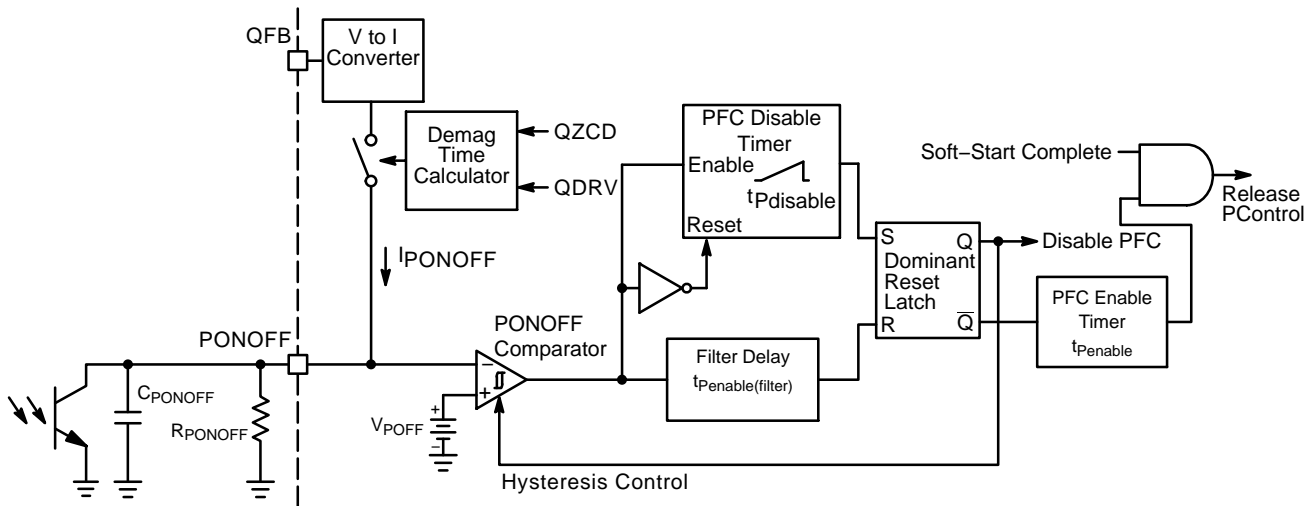 QFB
V to I
Converter
Demag
Time
Calculator
QZCD
QDRV
IPONOFF
PFC Disable
Timer
Enable
tPdisable
Reset
Soft−Start Complete
Release
PControl
S
Q
Dominant
Reset
Latch
R
Q
Disable PFC
PFC Enable
Timer
tPenable
PONOFF
PONOFF
Comparator
−
+
Filter Delay
tPenable(filter)
CPONOFF
RPONOFF
VPOFF
+
−
Hysteresis Control